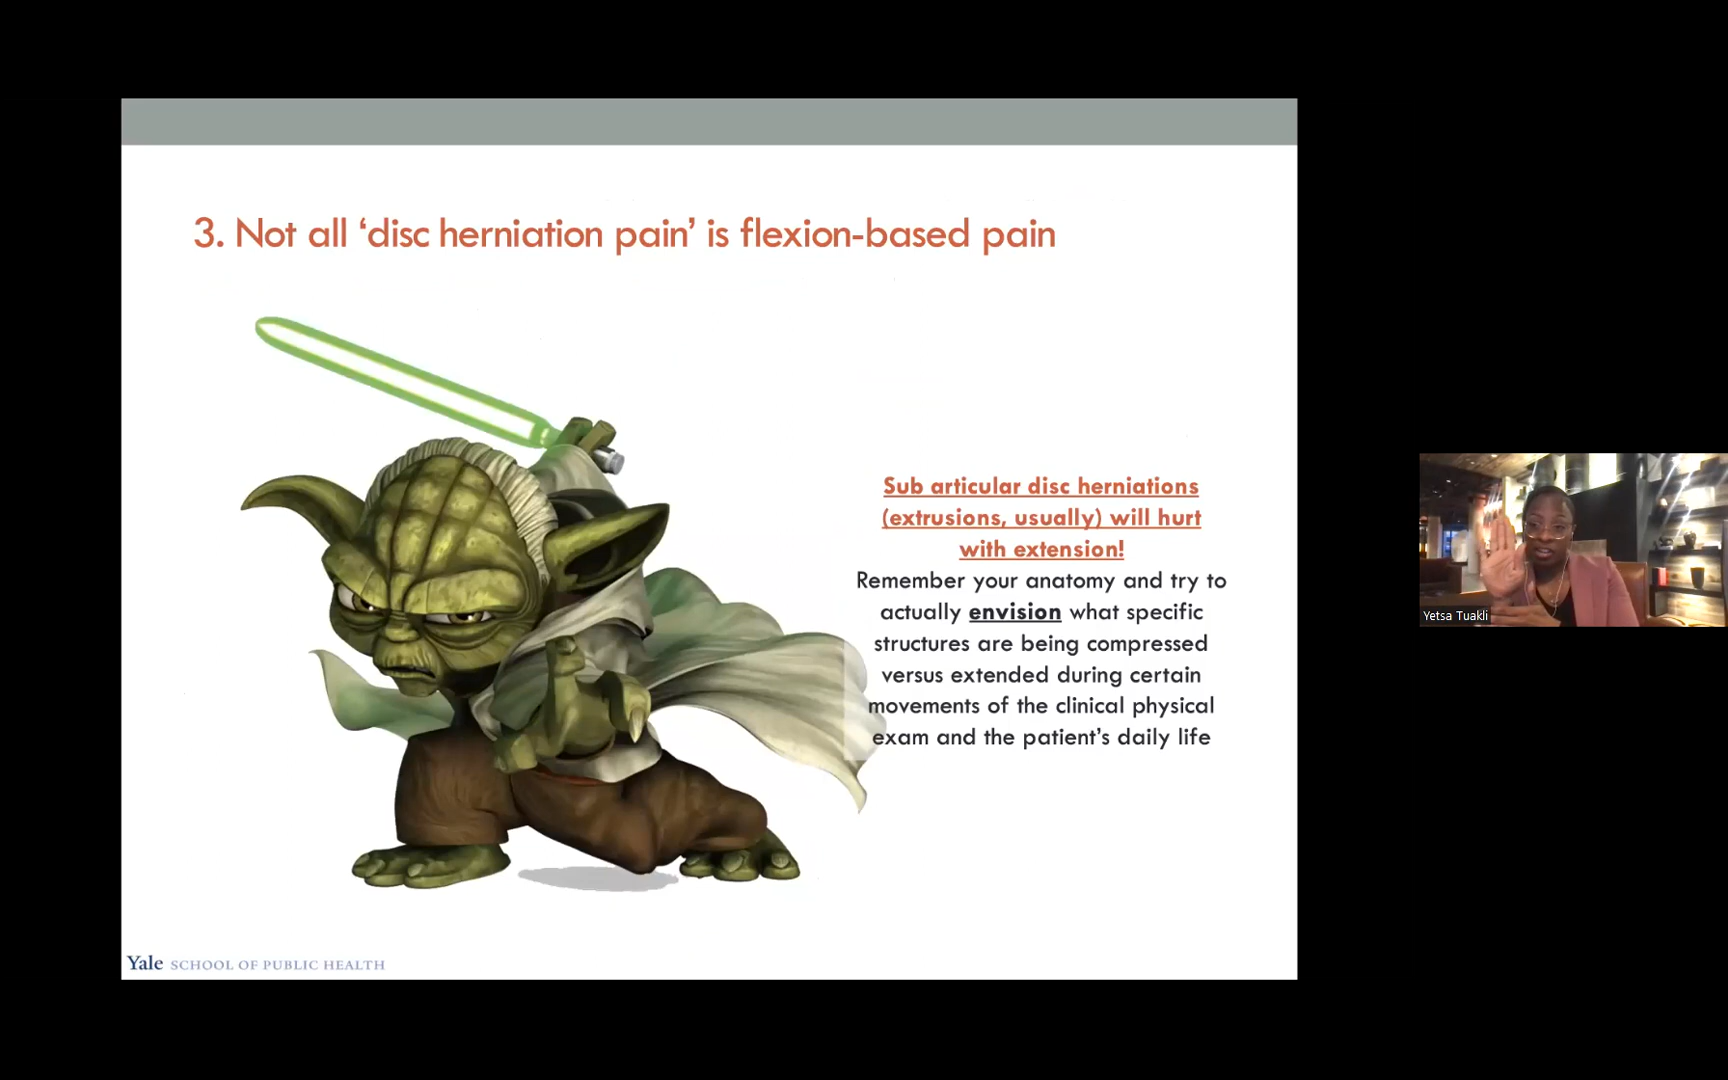 3. Not all ‘disc herniation pain’ is flexion-based pain
Sub articular disc herniations
(extrusions, usually) will hurt
with extension!
Remember your anatomy and try to
actually envision what specific
structures are being compressed
versus extended during certain
movements of the clinical physical
exam and the patient’s daily life
Yetsa Tuakli
Yale SCHOOL OF PUBLIC HEALTH